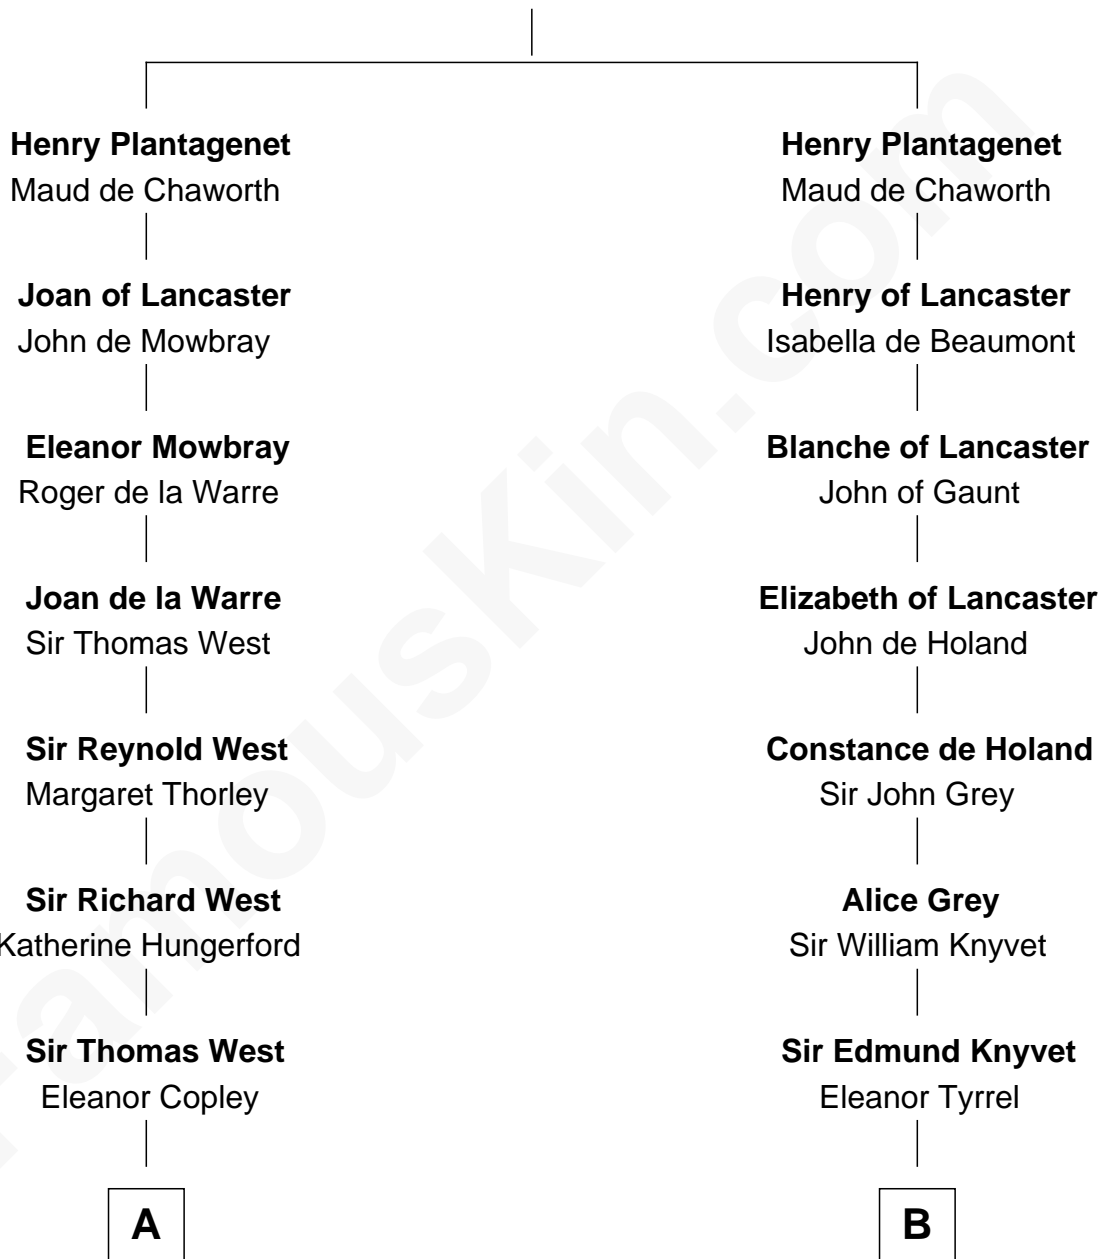 Henry Plantagenet
Maud de Chaworth
Joan of Lancaster
John de Mowbray
Eleanor Mowbray
Roger de la Warre
Joan de la Warre
Sir Thomas West
Sir Reynold West
Margaret Thorley
Sir Richard West
Katherine Hungerford
Sir Thomas West
Eleanor Copley
A
Henry Plantagenet
Maud de Chaworth
Henry of Lancaster
Isabella de Beaumont
Blanche of Lancaster
John of Gaunt
Elizabeth of Lancaster
John de Holand
Constance de Holand
Sir John Grey
Alice Grey
Sir William Knyvet
Sir Edmund Knyvet
Eleanor Tyrrel
B
FamousKin.com